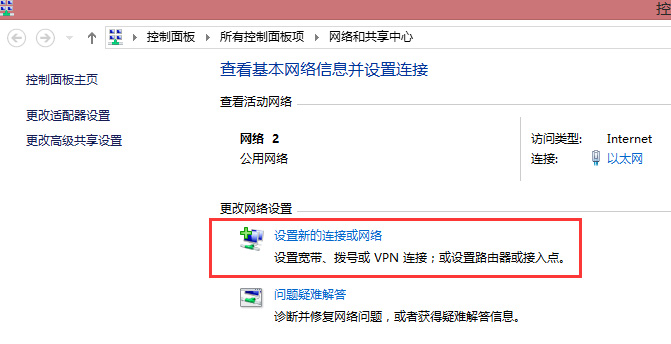 控
控制面板 所有控制面板项 网络和共享中心
控制面板主页
更改适配器设置
更改高级共享设置
查看基本网络信息并设置连接
查看活动网络
网络 2
公用网络
访问类型: Internet
连接: 以太网
更改网络设置
设置新的连接或网络
设置宽带、拨号或 VPN 连接；或设置路由器或接入点。
问题疑难解答
诊断并修复网络问题，或者获得疑难解答信息。